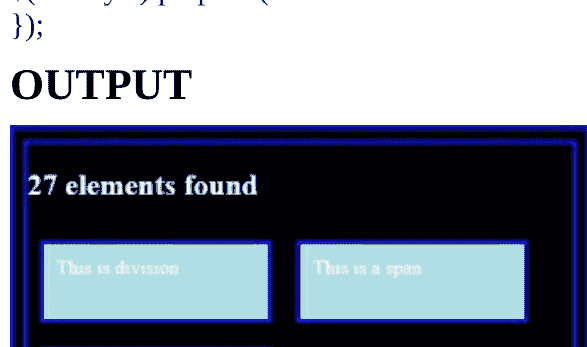 });
OUTPUT
27 elements found
This is division
This is a span